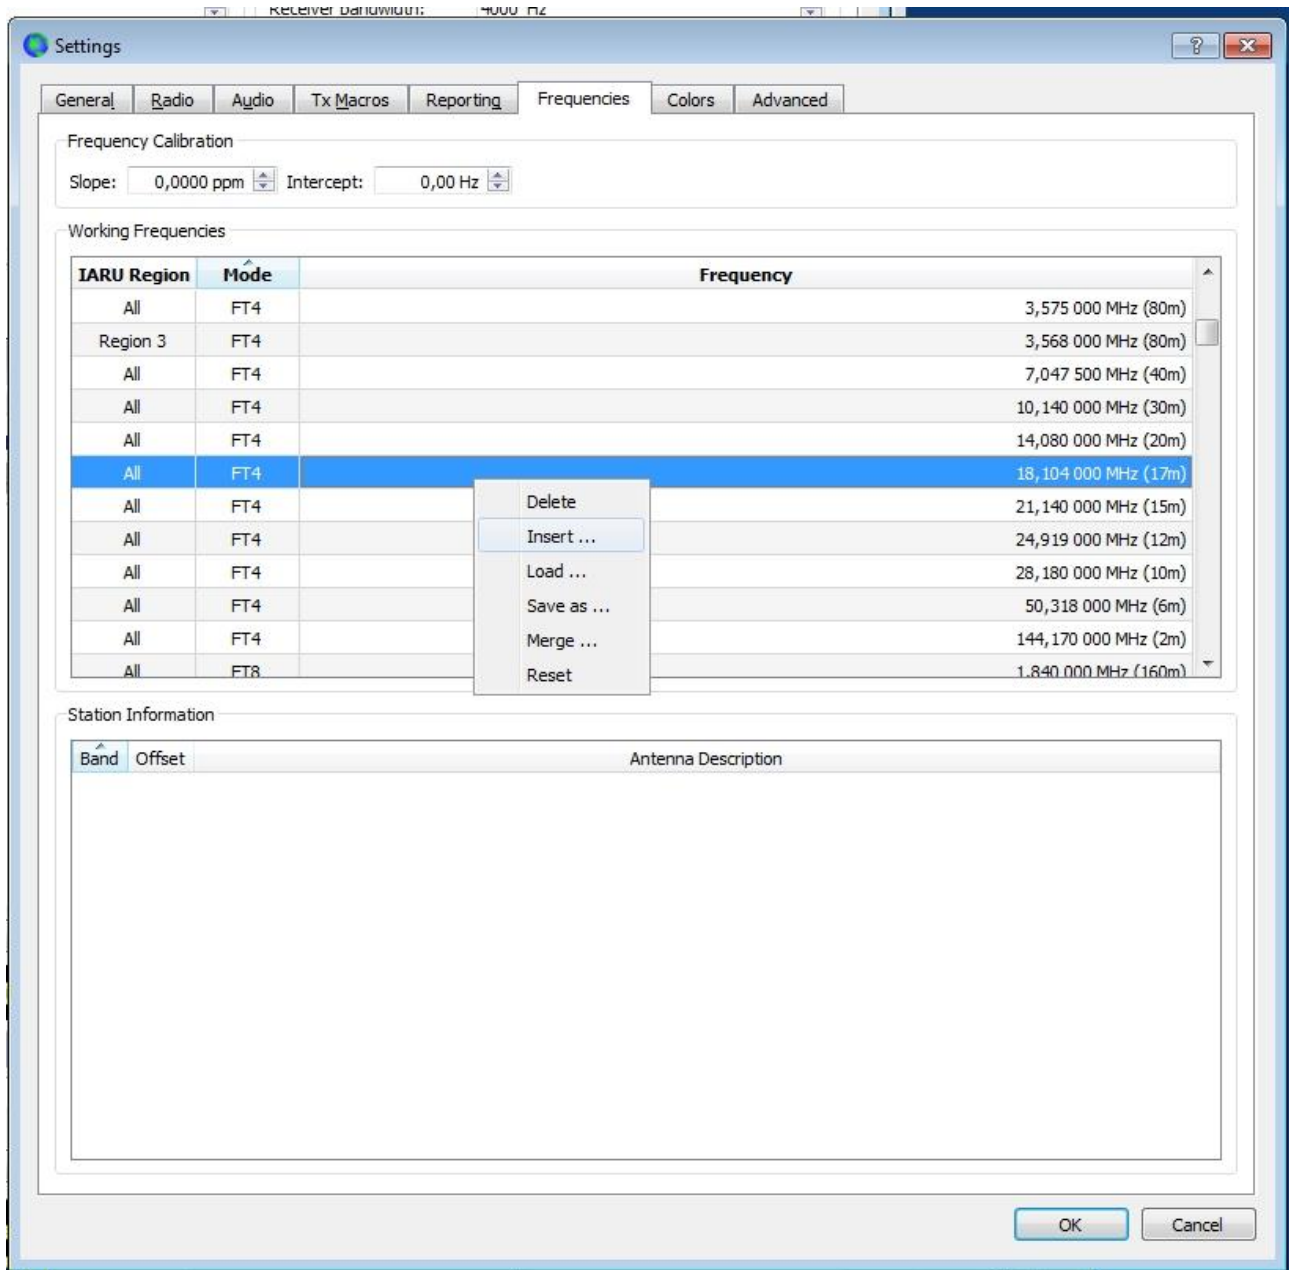 Receiver Bandwidth: 4000 Hz
Settings
General Radio Audio Tx Macros Reporting Frequencies Colors Advanced
Frequency Calibration
Slope: 0,0000 ppm Intercept: 0,00 Hz
Working Frequencies
IARU Region Mode Frequency
All FT4 3,575 000 MHz (80m)
Region 3 FT4 3,568 000 MHz (80m)
All FT4 7,047 500 MHz (40m)
All FT4 10,140 000 MHz (30m)
All FT4 14,080 000 MHz (20m)
All FT4 18,104 000 MHz (17m)
All FT4 21,140 000 MHz (15m)
All FT4 24,919 000 MHz (12m)
All FT4 28,180 000 MHz (10m)
All FT4 50,318 000 MHz (6m)
All FT4 144,170 000 MHz (2m)
All FT8 1,840 000 MHz (160m)
Delete
Insert ...
Load ...
Save as ...
Merge ...
Reset
Station Information
Band Offset Antenna Description
OK Cancel